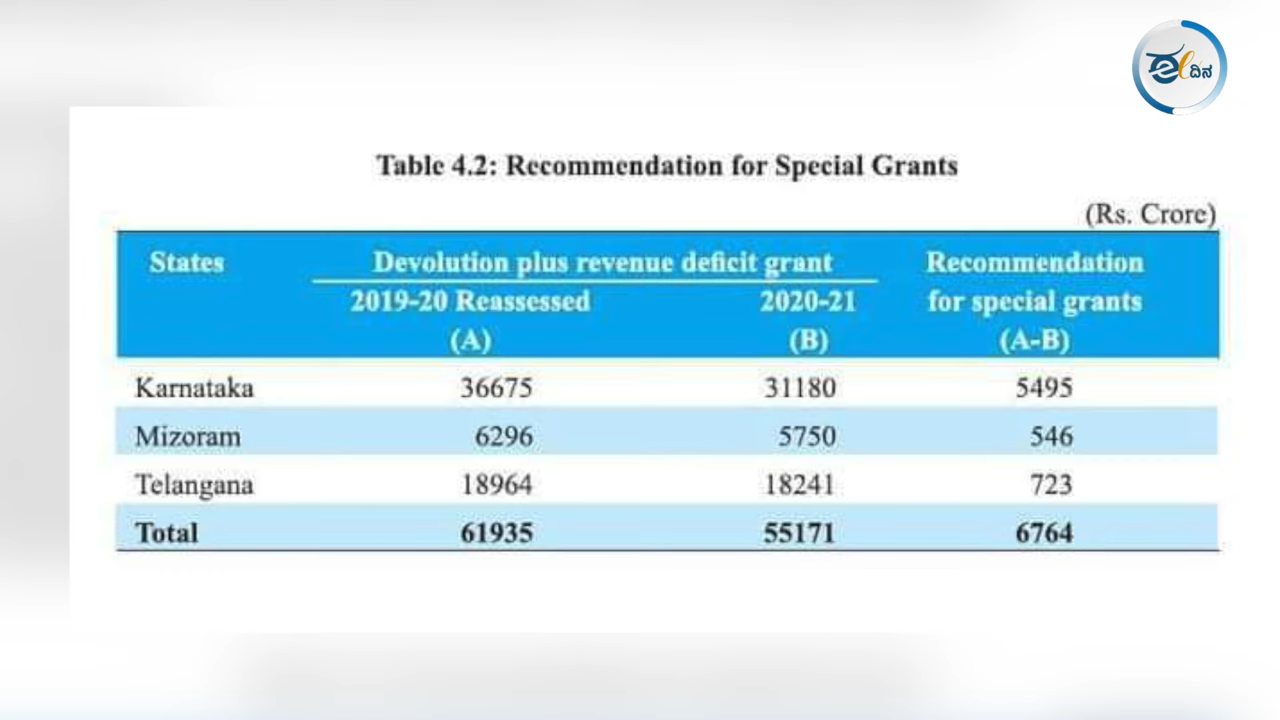 ಈ ದಿನ
Table 4.2: Recommendation for Special Grants
(Rs. Crore)
States Devolution plus revenue deficit grant Recommendation
2019-20 Reassessed 2020-21 for special grants
(A) (B) (A-B)
Karnataka 36675 31180 5495
Mizoram 6296 5750 546
Telangana 18964 18241 723
Total 61935 55171 6764